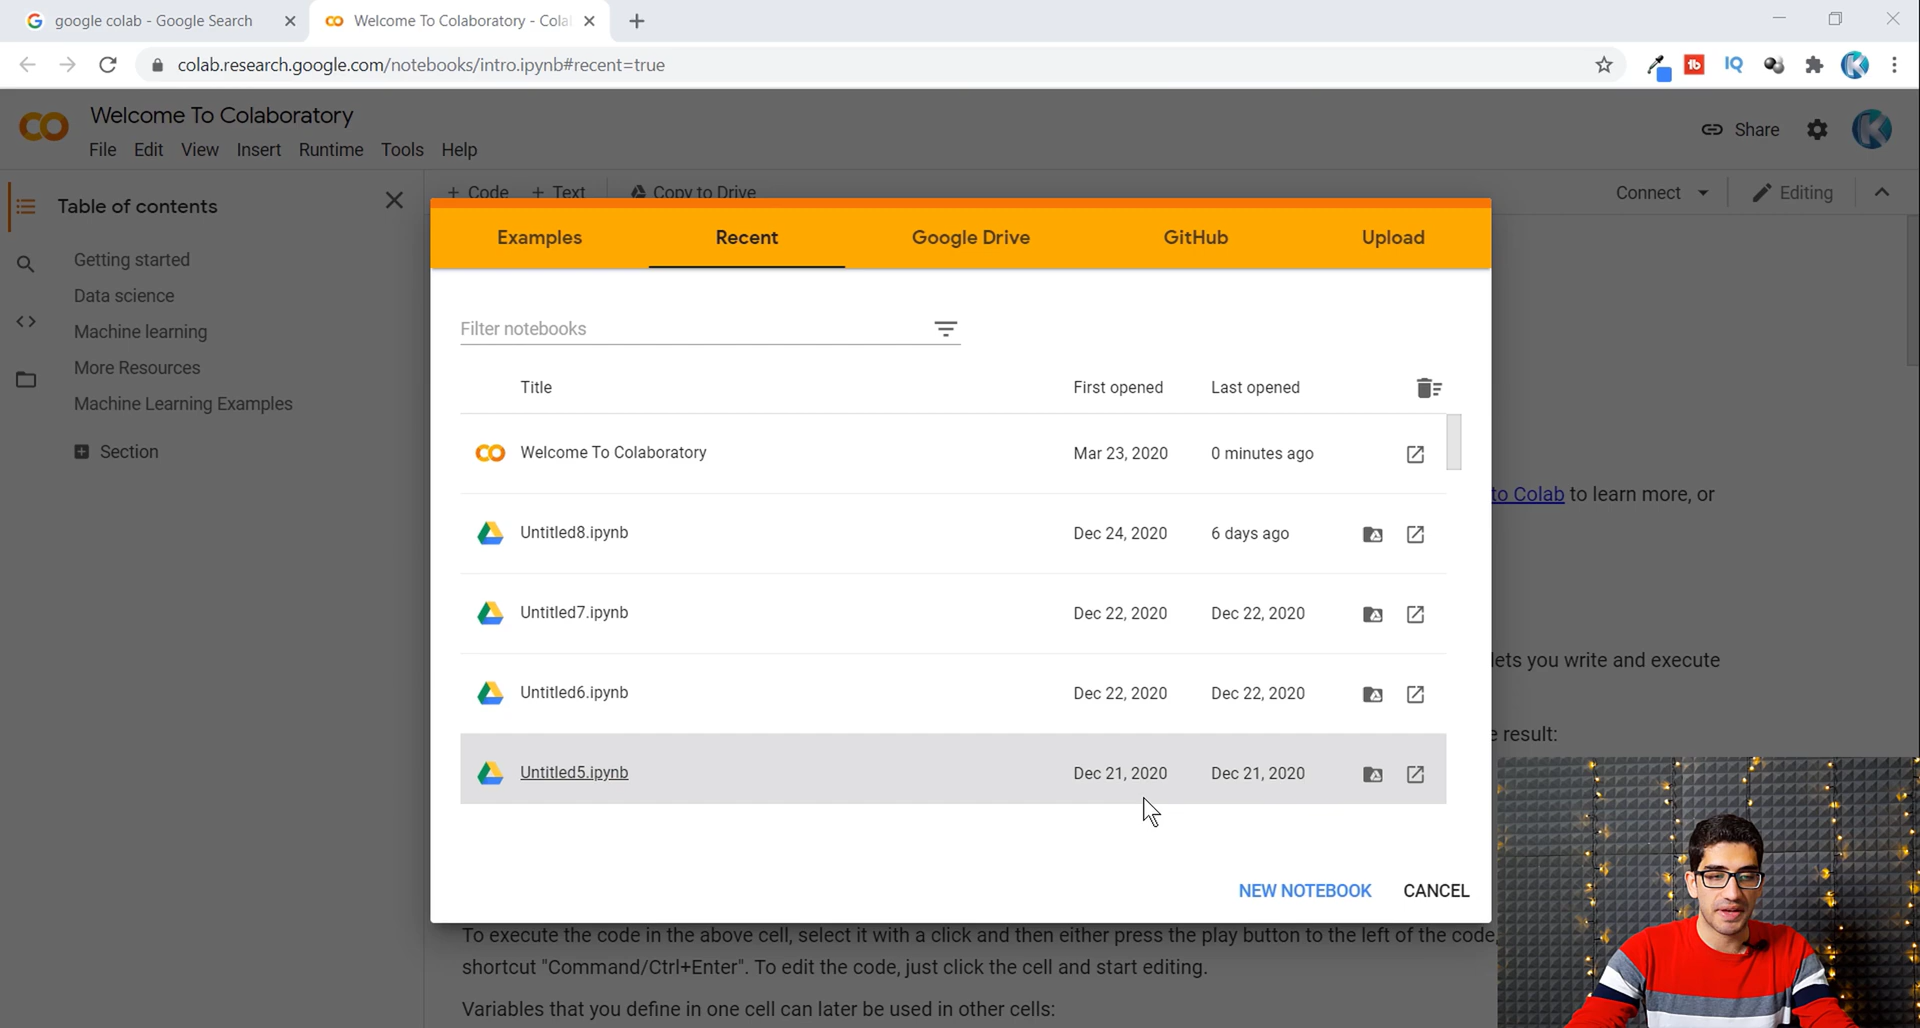 google colab - Google Search
Welcome To Colaboratory - Cola
colab.research.google.com/notebooks/intro.ipynb#recent=true
Welcome To Colaboratory
File Edit View Insert Runtime Tools Help
Share
+ Code + Text Copy to Drive
Connect
Editing
Table of contents
Getting started
Data science
Machine learning
More Resources
Machine Learning Examples
Section
Examples Recent Google Drive GitHub Upload
Filter notebooks
Title First opened Last opened
Welcome To Colaboratory Mar 23, 2020 0 minutes ago
Untitled8.ipynb Dec 24, 2020 6 days ago
Untitled7.ipynb Dec 22, 2020 Dec 22, 2020
Untitled6.ipynb Dec 22, 2020 Dec 22, 2020
Untitled5.ipynb Dec 21, 2020 Dec 21, 2020
NEW NOTEBOOK CANCEL
to Colab to learn more, or
lets you write and execute
e result:
To execute the code in the above cell, select it with a click and then either press the play button to the left of the code,
shortcut "Command/Ctrl+Enter". To edit the code, just click the cell and start editing.
Variables that you define in one cell can later be used in other cells: